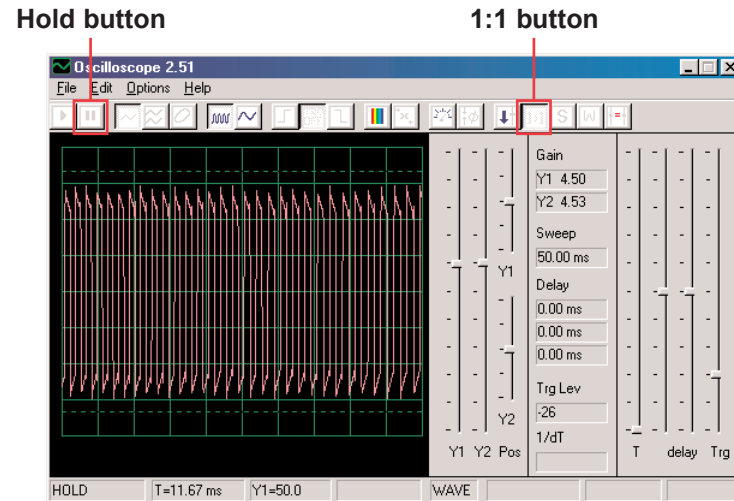 Hold button 1:1 button
Oscilloscope 2.51
File Edit Options Help
Gain
Y1 4.50
Y2 4.53
Sweep
50.00 ms
Y1
Delay
0.00 ms
0.00 ms
0.00 ms
Trg Lev
-26
Y2
1/dT
Y1 Y2 Pos T delay Trg
HOLD T=11.67 ms Y1=50.0 WAVE